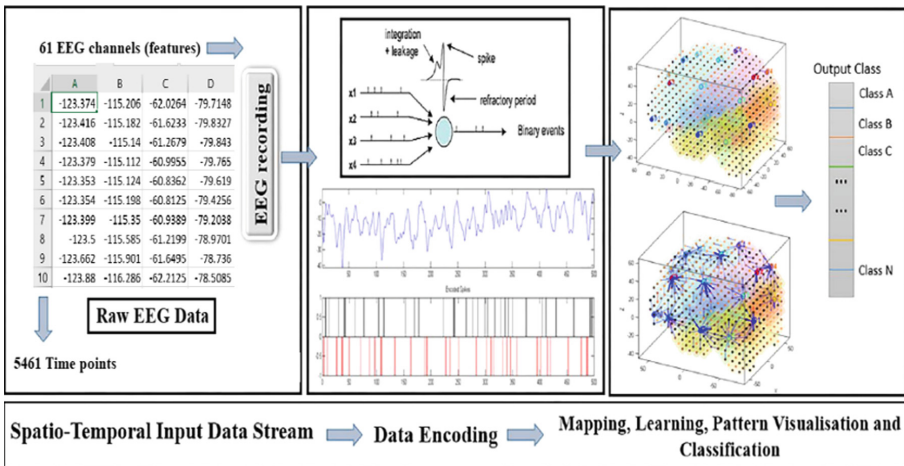 61 EEG channels (features)
A B C D
1 -123.374 -115.206 -62.0264 -79.7148
2 -123.416 -115.182 -61.6233 -79.8327
3 -123.408 -115.14 -61.2679 -79.843
4 -123.379 -115.112 -60.9955 -79.765
5 -123.353 -115.124 -60.8362 -79.619
6 -123.354 -115.198 -60.8125 -79.4256
7 -123.399 -115.35 -60.9389 -79.2038
8 -123.5 -115.585 -61.2199 -78.9701
9 -123.662 -115.901 -61.6495 -78.736
10 -123.88 -116.286 -62.2125 -78.5085
EEG recording
Raw EEG Data
5461 Time points
integration
+ leakage
spike
refractory period
x1
x2
x3
x4
Binary events
Encoded Spikes
Output Class
Class A
Class B
Class C
...
...
Class N
Spatio-Temporal Input Data Stream
Data Encoding
Mapping, Learning, Pattern Visualisation and
Classification